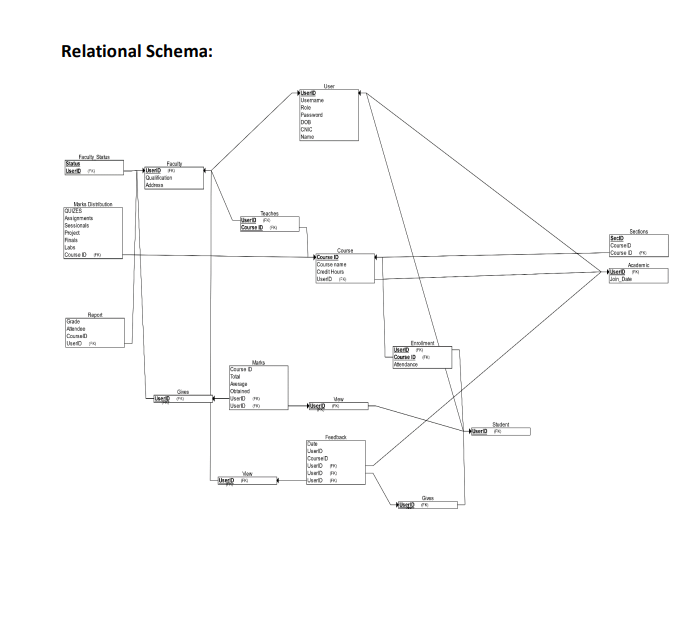 Relational Schema:
User
UserID
Username
Role
Password
DOB
CNIC
Name
Faculty_Status
Status
UserID (FK)
Faculty
UserID (FK)
Qualification
Address
Marks Distribution
QUIZES
Assignments
Sessionals
Project
Finals
Labs
Course ID (FK)
Teaches
UserID (FK)
Course ID (FK)
Course
Course ID
Course name
Credit Hours
UserID (FK)
Sections
SecID
CourseID
Course ID (FK)
Academic
UserID (FK)
Join_Date
Report
Grade
Attendee
CourseID
UserID (FK)
Enrollment
UserID (FK)
Course ID (FK)
Attendance
Marks
Course ID
Total
Average
Obtained
UserID (FK)
UserID (FK)
Gives
UserID (FK)
View
UserID (FK)
Student
UserID (FK)
Feedback
Date
UserID
CourseID
UserID (FK)
UserID (FK)
UserID (FK)
View
UserID (FK)
Gives
UserID (FK)